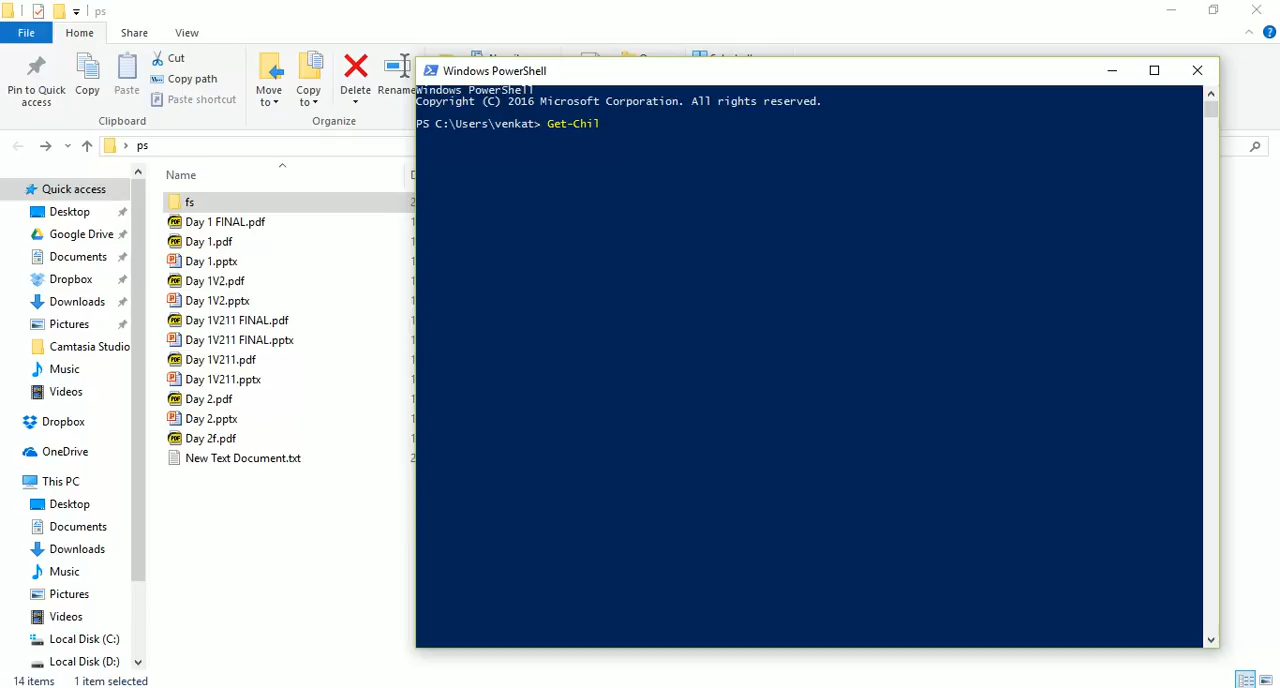 ps
File
Home
Share
View
Pin to Quick
access
Copy
Paste
Cut
Copy path
Paste shortcut
Clipboard
Move
to
Copy
to
Delete
Rename
Organize
ps
Name
Quick access
Desktop
Google Drive
Documents
Dropbox
Downloads
Pictures
Camtasia Studio
Music
Videos
Dropbox
OneDrive
This PC
Desktop
Documents
Downloads
Music
Pictures
Videos
Local Disk (C:)
Local Disk (D:)
fs
Day 1 FINAL.pdf
Day 1.pdf
Day 1.pptx
Day 1V2.pdf
Day 1V2.pptx
Day 1V211 FINAL.pdf
Day 1V211 FINAL.pptx
Day 1V211.pdf
Day 1V211.pptx
Day 2.pdf
Day 2.pptx
Day 2f.pdf
New Text Document.txt
14 items
1 item selected
Windows PowerShell
Windows PowerShell
Copyright (C) 2016 Microsoft Corporation. All rights reserved.
PS C:\Users\venkat> Get-Chil